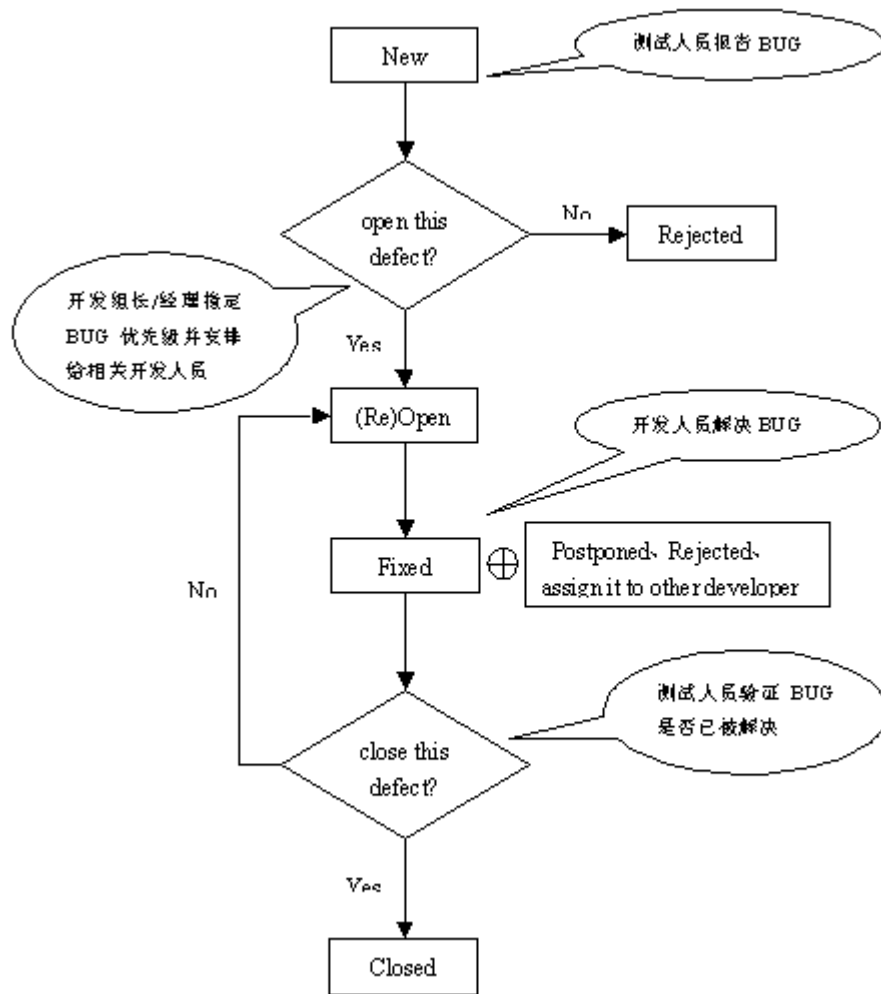 New
测试人员报告 BUG
open this
defect?
No
Rejected
开发组长/经理指定
BUG 优先级并安排
给相关开发人员
Yes
(Re)Open
开发人员解决 BUG
Fixed
Postponed、Rejected、
assign it to other developer
No
测试人员验证 BUG
是否已被解决
close this
defect?
Yes
Closed